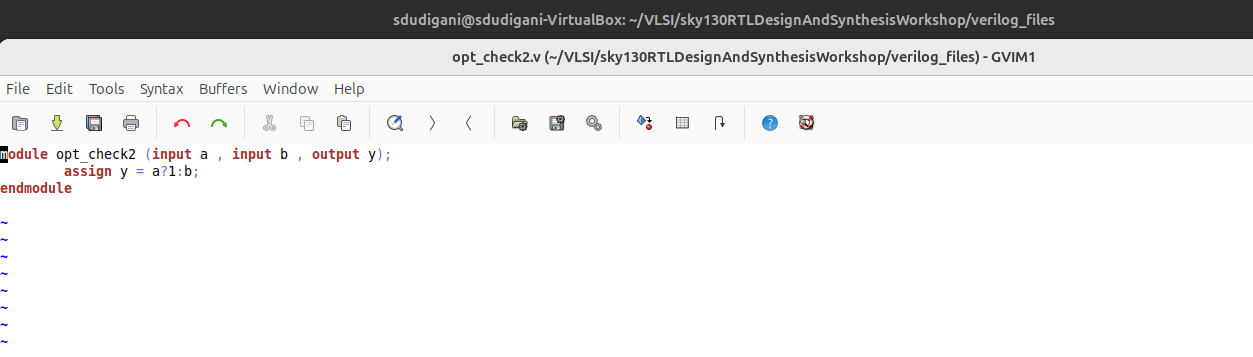 sdudigani@sdudigani-VirtualBox: ~/VLSI/sky130RTLDesignAndSynthesisWorkshop/verilog_files
opt_check2.v (~/VLSI/sky130RTLDesignAndSynthesisWorkshop/verilog_files) - GVIM1
File Edit Tools Syntax Buffers Window Help
module opt_check2 (input a , input b , output y);
        assign y = a?1:b;
endmodule
~
~
~
~
~
~
~
~